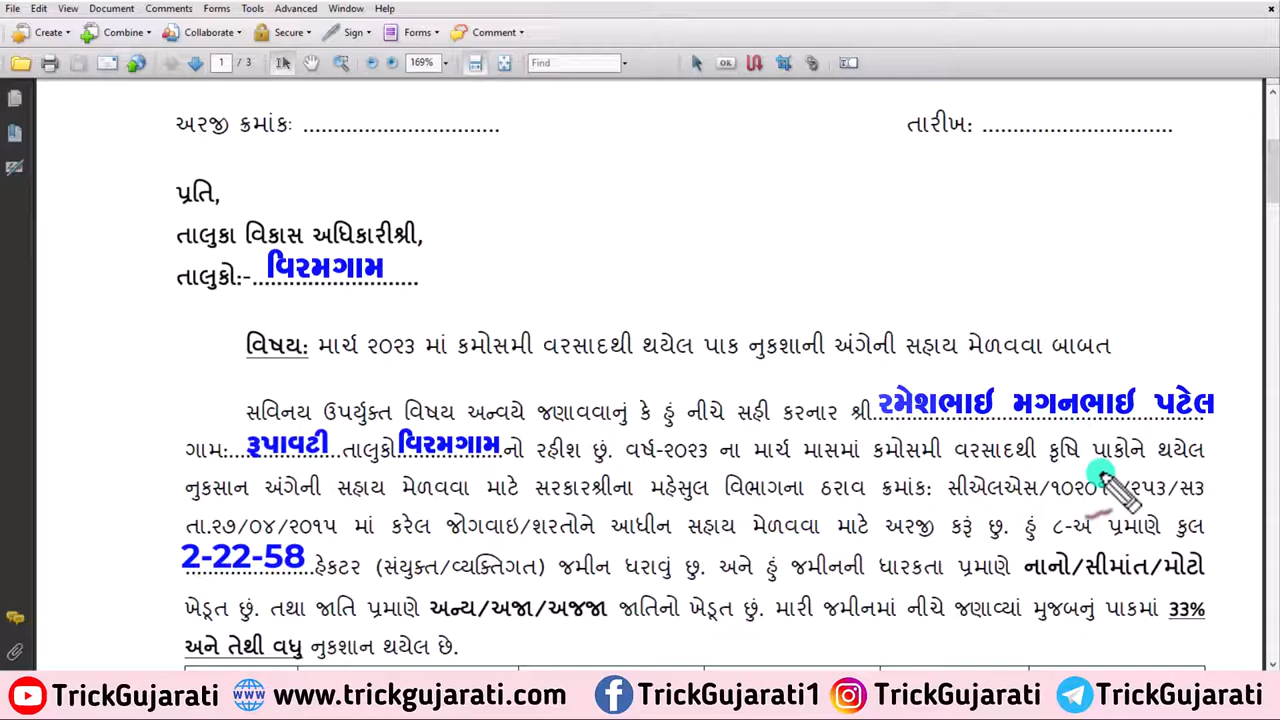 File Edit View Document Comments Forms Tools Advanced Window Help
Create Combine Collaborate Secure Sign Forms Comment
1 / 3 169% Find
અરજી ક્રમાંકઃ ................................ તારીખ: ...............................
પ્રતિ,
તાલુકા વિકાસ અધિકારીશ્રી,
તાલુકો:-વિરમગામ
વિષય: માર્ચ ૨૦૨૩ માં કમોસમી વરસાદથી થયેલ પાક નુકશાની અંગેની સહાય મેળવવા બાબત
સવિનય ઉપર્યુક્ત વિષય અન્વયે જણાવવાનું કે હું નીચે સહી કરનાર શ્રી રમેશભાઈ મગનભાઈ પટેલ
ગામ:...રૂપાવટી..તાલુકો વિરમગામ નો રહીશ છું. વર્ષ-૨૦૨૩ ના માર્ચ માસમાં કમોસમી વરસાદથી કૃષિ પાકોને થયેલ
નુકસાન અંગેની સહાય મેળવવા માટે સરકારશ્રીના મહેસુલ વિભાગના ઠરાવ ક્રમાંક: સીએલએસ/૧૦૨૦૧ ૨૫૩/સ૩
તા.૨૭/૦૪/૨૦૧૫ માં કરેલ જોગવાઇ/શરતોને આધીન સહાય મેળવવા માટે અરજી કરૂં છુ. હું ૮-અ પ્રમાણે કુલ
2-22-58 હેકટર (સંયુક્ત/વ્યક્તિગત) જમીન ધરાવું છુ. અને હું જમીનની ધારકતા પ્રમાણે નાનો/સીમાંત/મોટો
ખેડૂત છું. તથા જાતિ પ્રમાણે અન્ય/અજા/અજજા જાતિનો ખેડૂત છું. મારી જમીનમાં નીચે જણાવ્યાં મુજબનું પાકમાં 33%
અને તેથી વધુ નુકશાન થયેલ છે.
TrickGujarati www.trickgujarati.com TrickGujarati1 TrickGujarati TrickGujarati